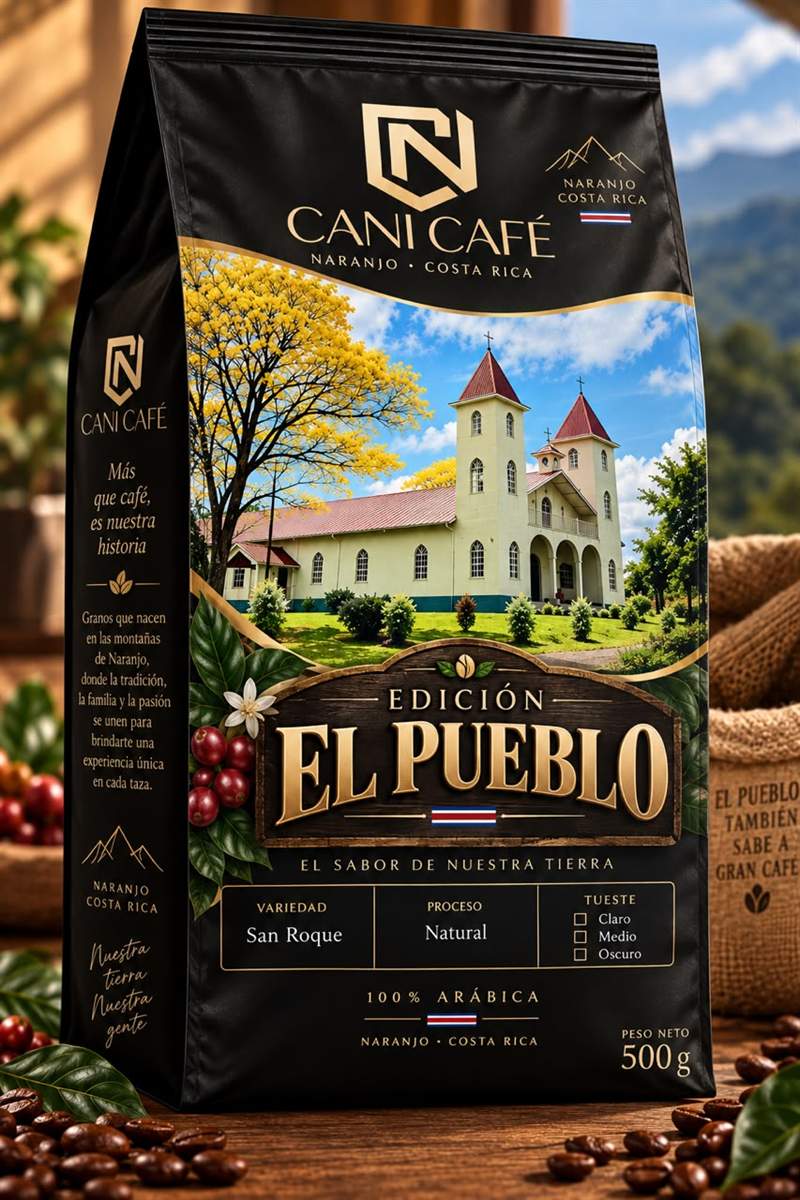 CN
CANI CAFÉ
NARANJO • COSTA RICA
NARANJO
COSTA RICA
CN
CANI CAFÉ
Más
que café,
es nuestra
historia
Granos que nacen
en las montañas
de Naranjo,
donde la tradición,
la familia y la pasión
se unen para
brindarte una
experiencia única
en cada taza.
NARANJO
COSTA RICA
Nuestra
tierra
Nuestra
gente
EDICIÓN
EL PUEBLO
EL SABOR DE NUESTRA TIERRA
VARIEDAD
San Roque
PROCESO
Natural
TUESTE
Claro
Medio
Oscuro
100% ARÁBICA
NARANJO • COSTA RICA
PESO NETO
500 g
EL PUEBLO
TAMBIÉN
SABE A
GRAN CAFÉ